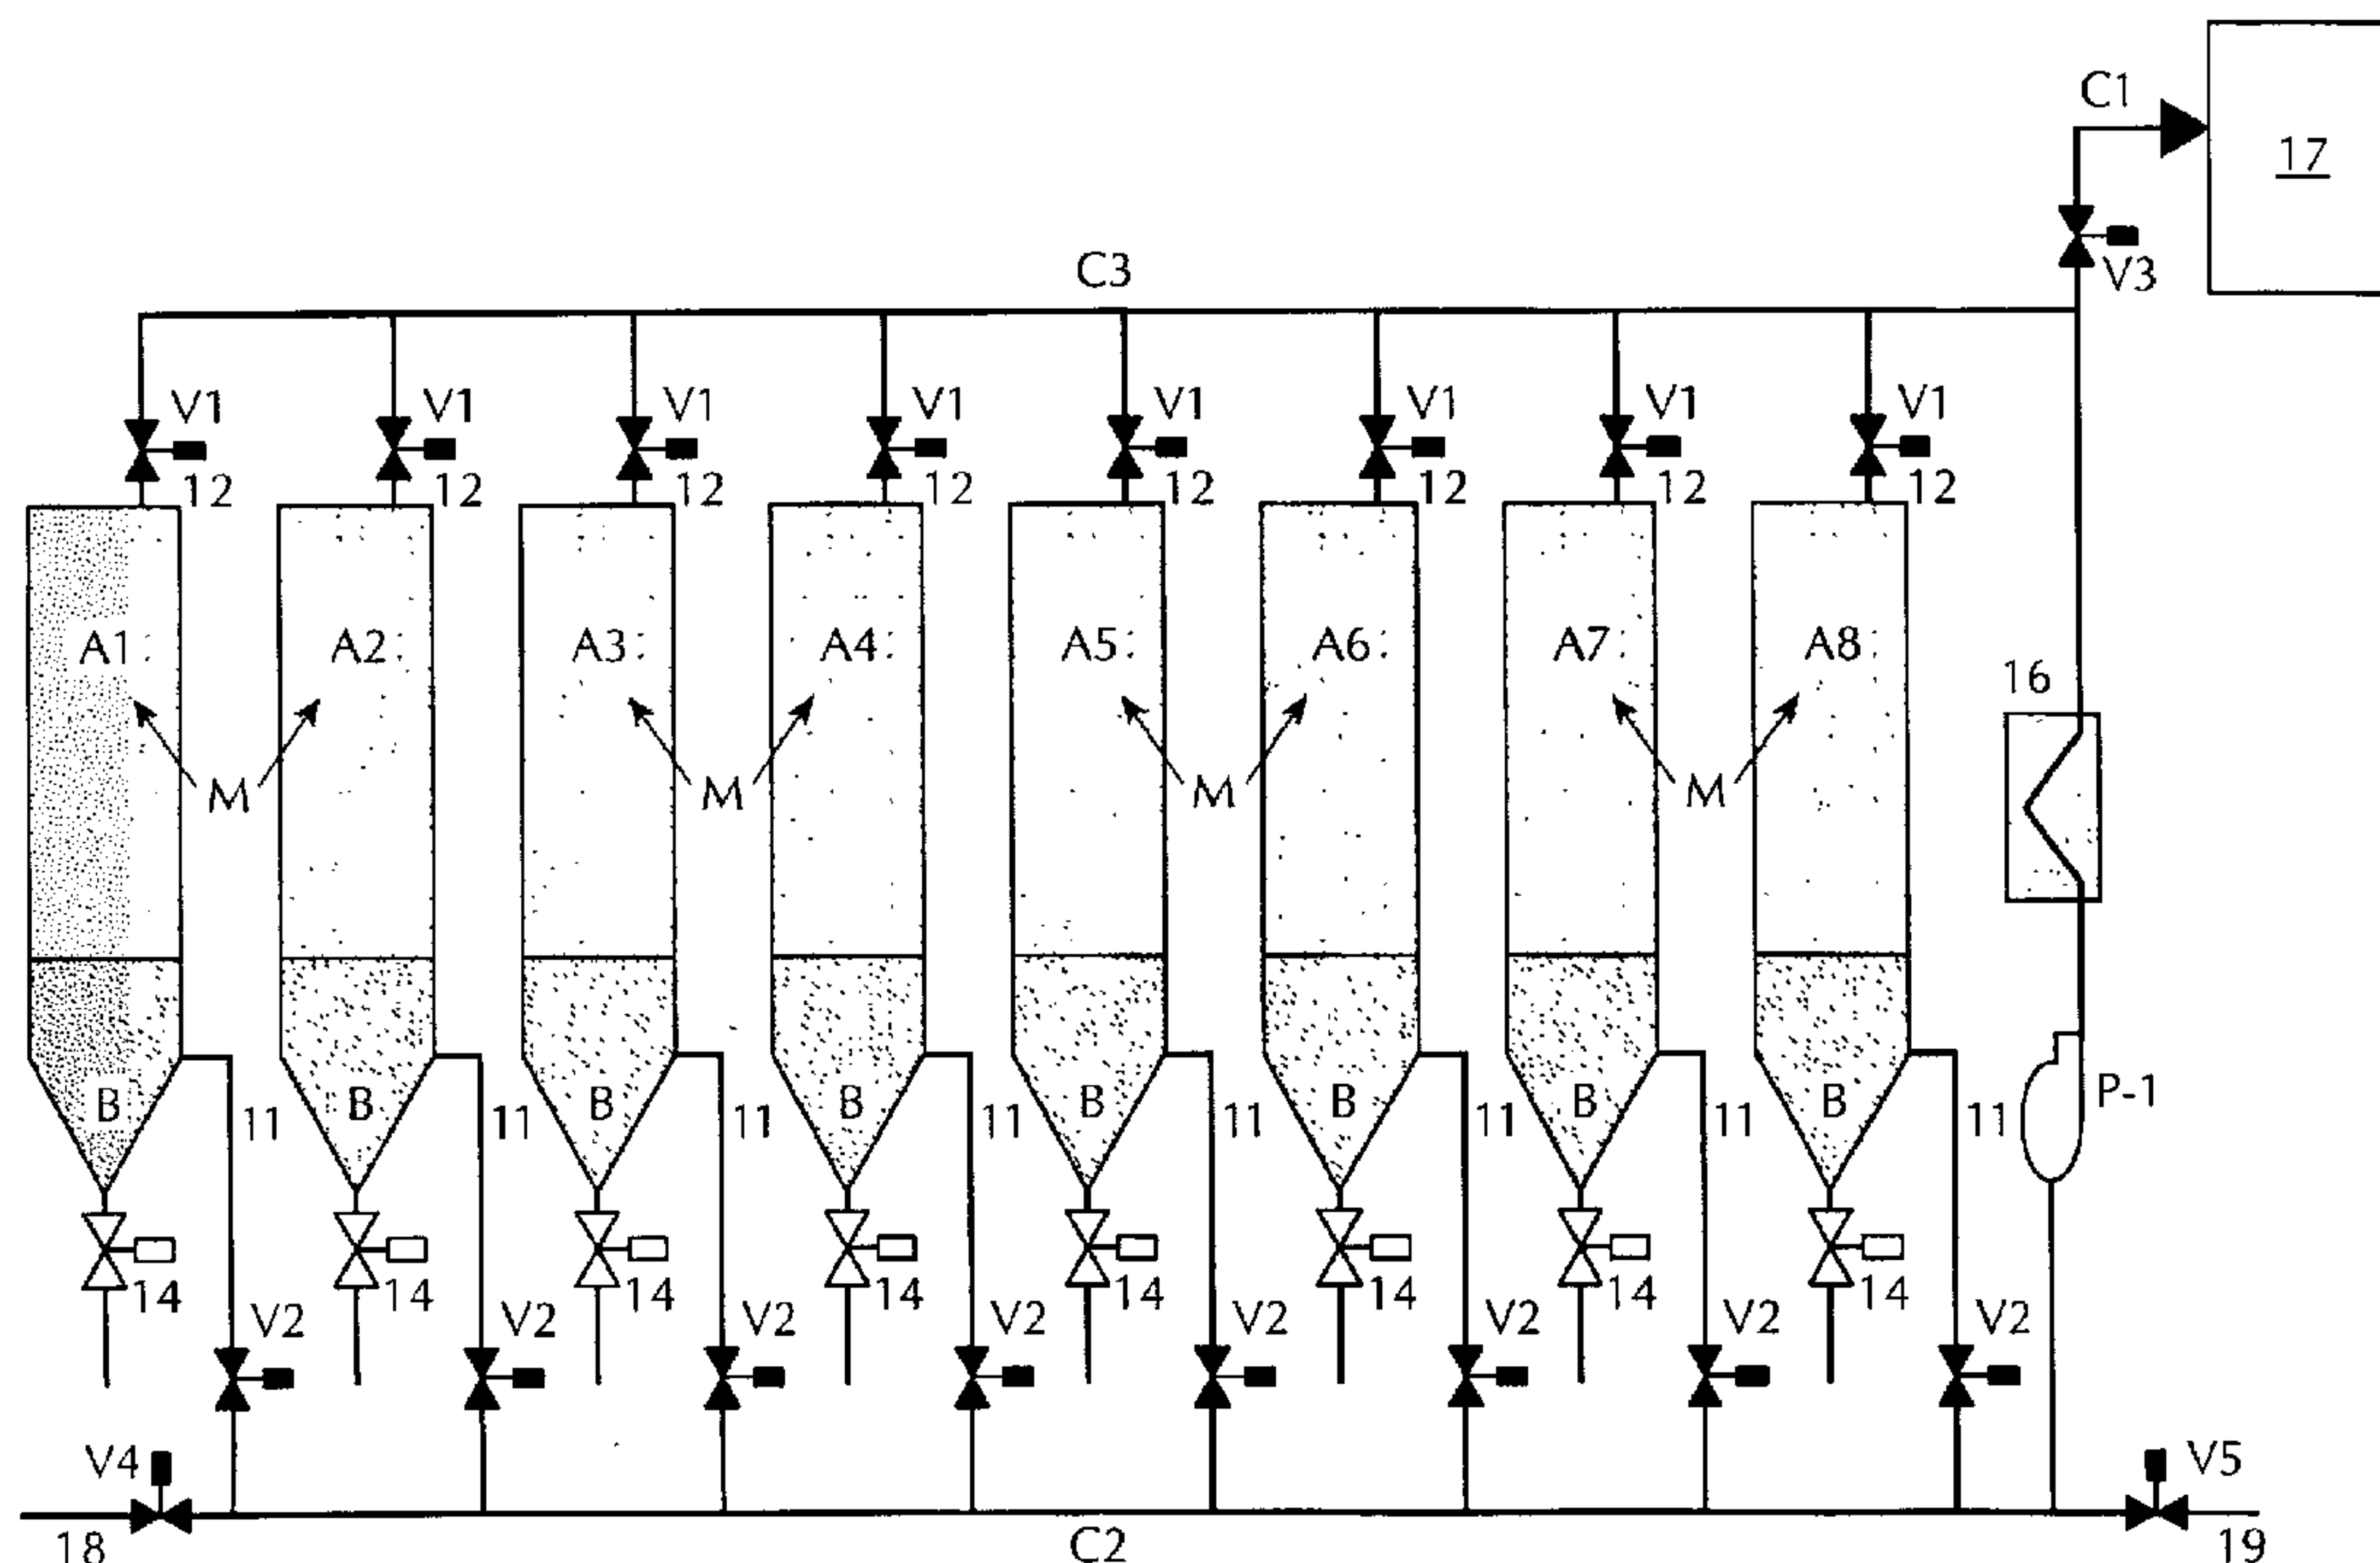 C1
17
C3
V3
V1 V1 V1 V1 V1 V1 V1 V1
12 12 12 12 12 12 12 12
A1 A2 A3 A4 A5 A6 A7 A8
16
M M M M
B B B B B B B B
11 11 11 11 11 11 11 11
P-1
14 14 14 14 14 14 14 14
V2 V2 V2 V2 V2 V2 V2 V2
V4 V5
18 C2 19